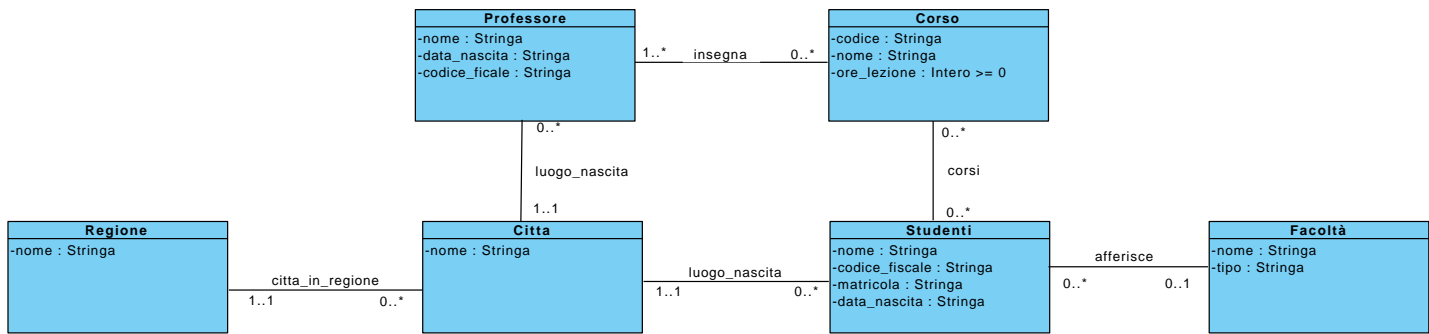 Professore
-nome : Stringa
-data_nascita : Stringa
-codice_ficale : Stringa
1..*
insegna
0..*
Corso
-codice : Stringa
-nome : Stringa
-ore_lezione : Intero >= 0
0..*
luogo_nascita
1..1
0..*
corsi
0..*
Regione
-nome : Stringa
citta_in_regione
1..1
0..*
Citta
-nome : Stringa
luogo_nascita
1..1
0..*
Studenti
-nome : Stringa
-codice_fiscale : Stringa
-matricola : Stringa
-data_nascita : Stringa
afferisce
0..*
0..1
Facoltà
-nome : Stringa
-tipo : Stringa